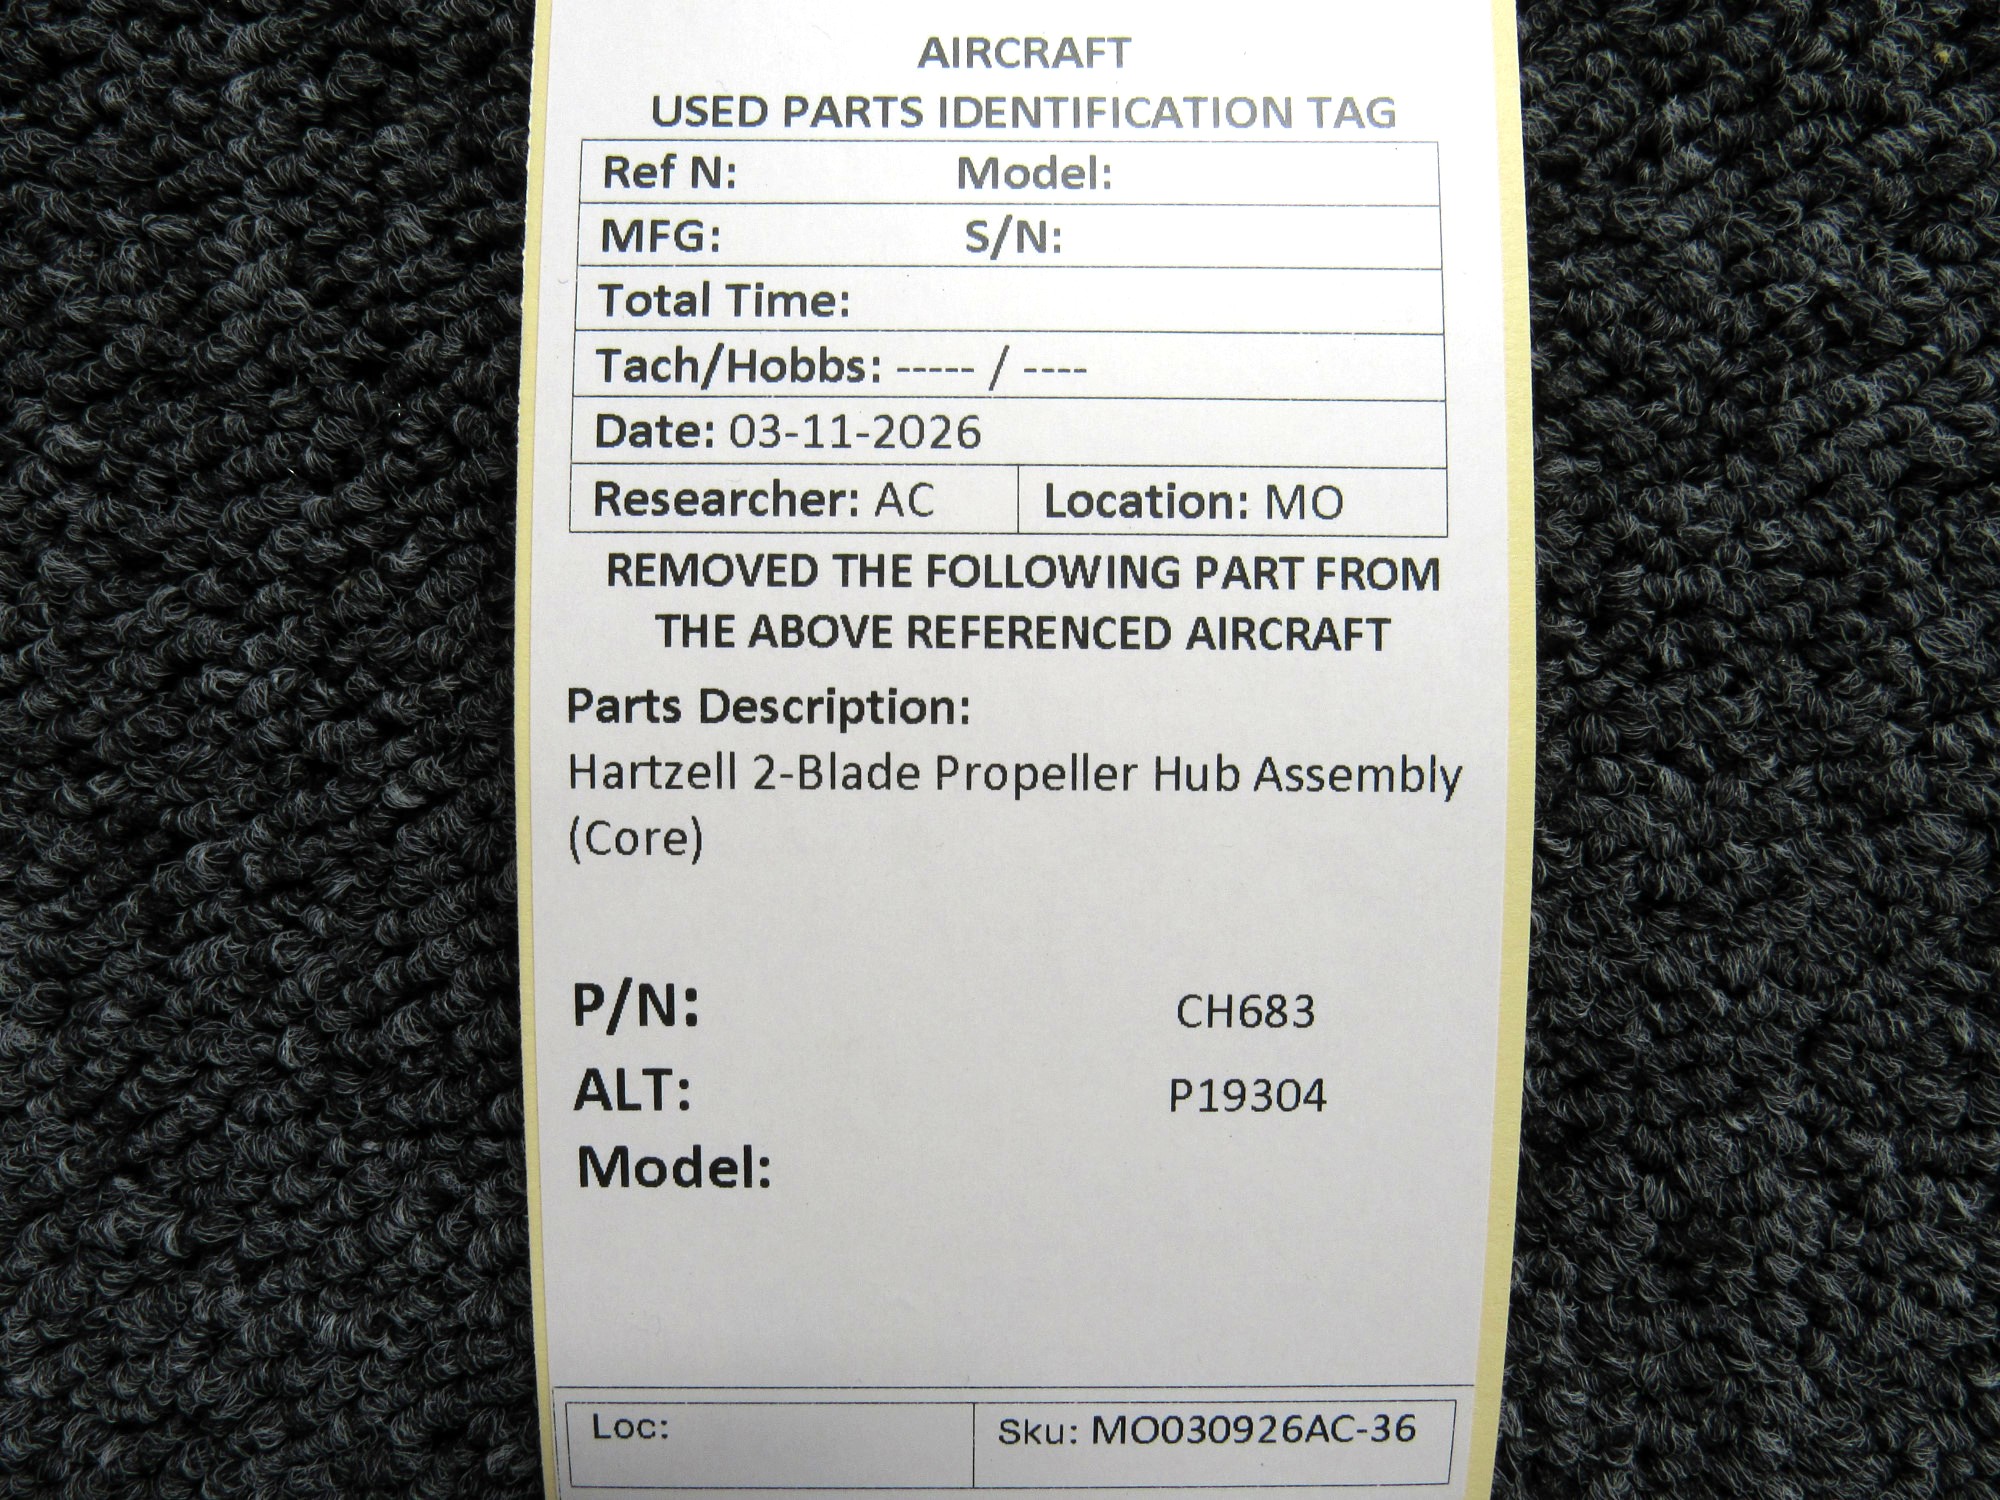 AIRCRAFT
USED PARTS IDENTIFICATION TAG
Ref N: Model:
MFG: S/N:
Total Time:
Tach/Hobbs: ----- / ----
Date: 03-11-2026
Researcher: AC Location: MO
REMOVED THE FOLLOWING PART FROM
THE ABOVE REFERENCED AIRCRAFT
Parts Description:
Hartzell 2-Blade Propeller Hub Assembly
(Core)
P/N: CH683
ALT: P19304
Model:
Loc: Sku: MO030926AC-36